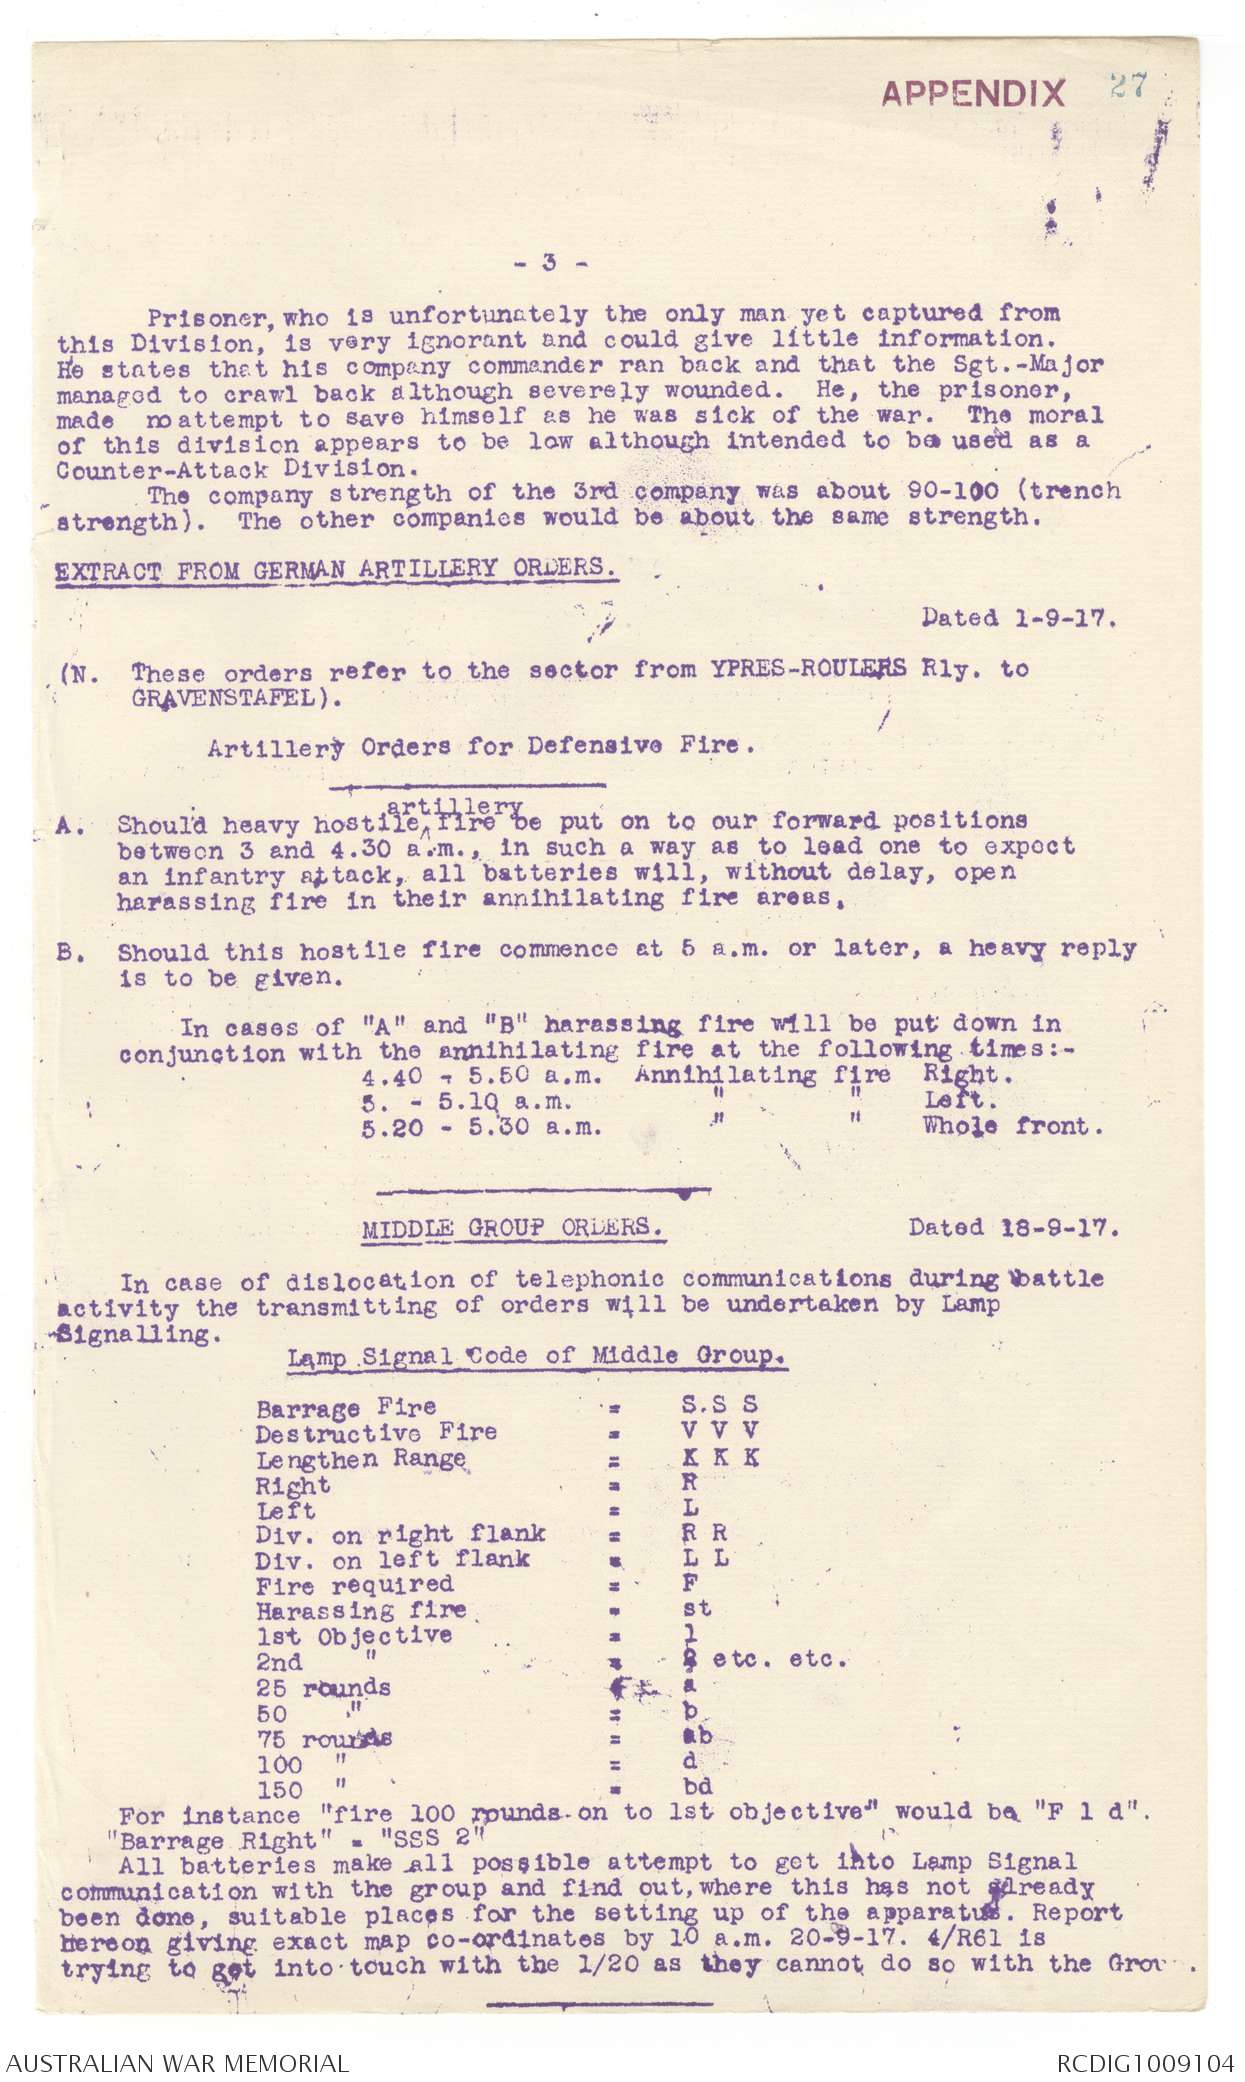 APPENDIX 27
- 3 -
Prisoner, who is unfortunately the only man yet captured from
this Division, is very ignorant and could give little information.
He states that his company commander ran back and that the Sgt.-Major
managed to crawl back although severely wounded. He, the prisoner,
made no attempt to save himself as he was sick of the war. The moral
of this division appears to be low although intended to be used as a
Counter-Attack Division.
The company strength of the 3rd company was about 90-100 (trench
strength). The other companies would be about the same strength.
EXTRACT FROM GERMAN ARTILLERY ORDERS.
Dated 1-9-17.
(N. These orders refer to the sector from YPRES-ROULERS Rly. to
GRAVENSTAFEL).
Artillery Orders for Defensive Fire.
artillery
A. Should heavy hostile fire be put on to our forward positions
between 3 and 4.30 a.m., in such a way as to lead one to expect
an infantry attack, all batteries will, without delay, open
harassing fire in their annihilating fire areas.
B. Should this hostile fire commence at 5 a.m. or later, a heavy reply
is to be given.
In cases of "A" and "B" harassing fire will be put down in
conjunction with the annihilating fire at the following times:-
4.40 - 5.50 a.m. Annihilating fire Right.
5. - 5.10 a.m. " " Left.
5.20 - 5.30 a.m. " " Whole front.
MIDDLE GROUP ORDERS. Dated 18-9-17.
In case of dislocation of telephonic communications during battle
activity the transmitting of orders will be undertaken by Lamp
Signalling.
Lamp Signal Code of Middle Group.
Barrage Fire = S.S S
Destructive Fire = V V V
Lengthen Range = K K K
Right = R
Left = L
Div. on right flank = R R
Div. on left flank = L L
Fire required = F
Harassing fire = st
1st Objective = 1
2nd " = 2 etc. etc.
25 rounds = a
50 " = b
75 rounds = ab
100 " = d
150 " = bd
For instance "fire 100 rounds on to 1st objective" would be "F 1 d".
"Barrage Right" = "SSS 2"
All batteries make all possible attempt to get into Lamp Signal
communication with the group and find out, where this has not already
been done, suitable places for the setting up of the apparatus. Report
hereon giving exact map co-ordinates by 10 a.m. 20-9-17. 4/R61 is
trying to get into touch with the 1/20 as they cannot do so with the Grou .
AUSTRALIAN WAR MEMORIAL RCDIG1009104